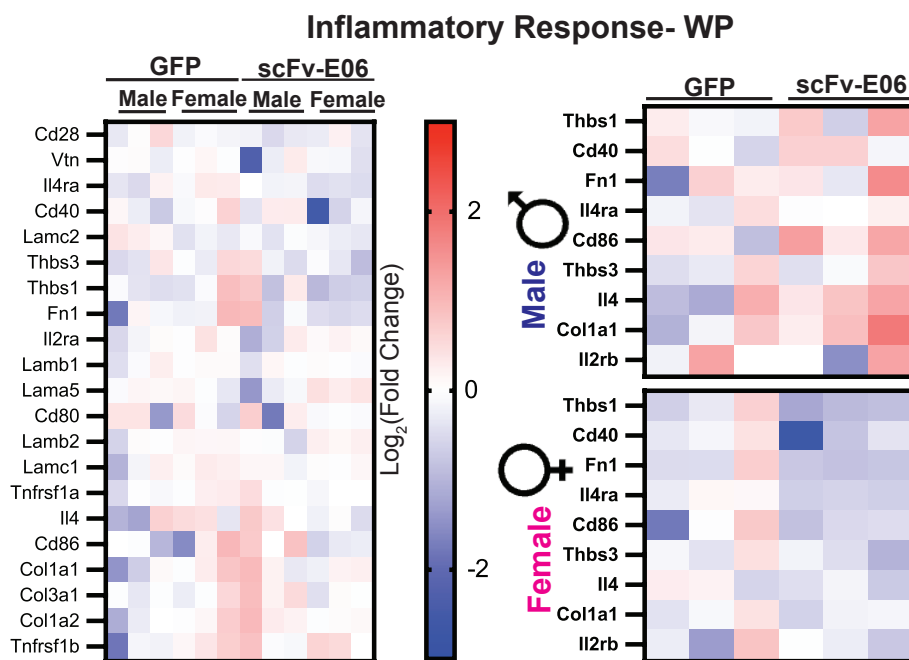 Inflammatory Response- WP
GFP scFv-E06
Male Female Male Female
Cd28
Vtn
Il4ra
Cd40
Lamc2
Thbs3
Thbs1
Fn1
Il2ra
Lamb1
Lama5
Cd80
Lamb2
Lamc1
Tnfrsf1a
Il4
Cd86
Col1a1
Col3a1
Col1a2
Tnfrsf1b
2
0
-2
Log2(Fold Change)
GFP scFv-E06
Male
Thbs1
Cd40
Fn1
Il4ra
Cd86
Thbs3
Il4
Col1a1
Il2rb
Female
Thbs1
Cd40
Fn1
Il4ra
Cd86
Thbs3
Il4
Col1a1
Il2rb